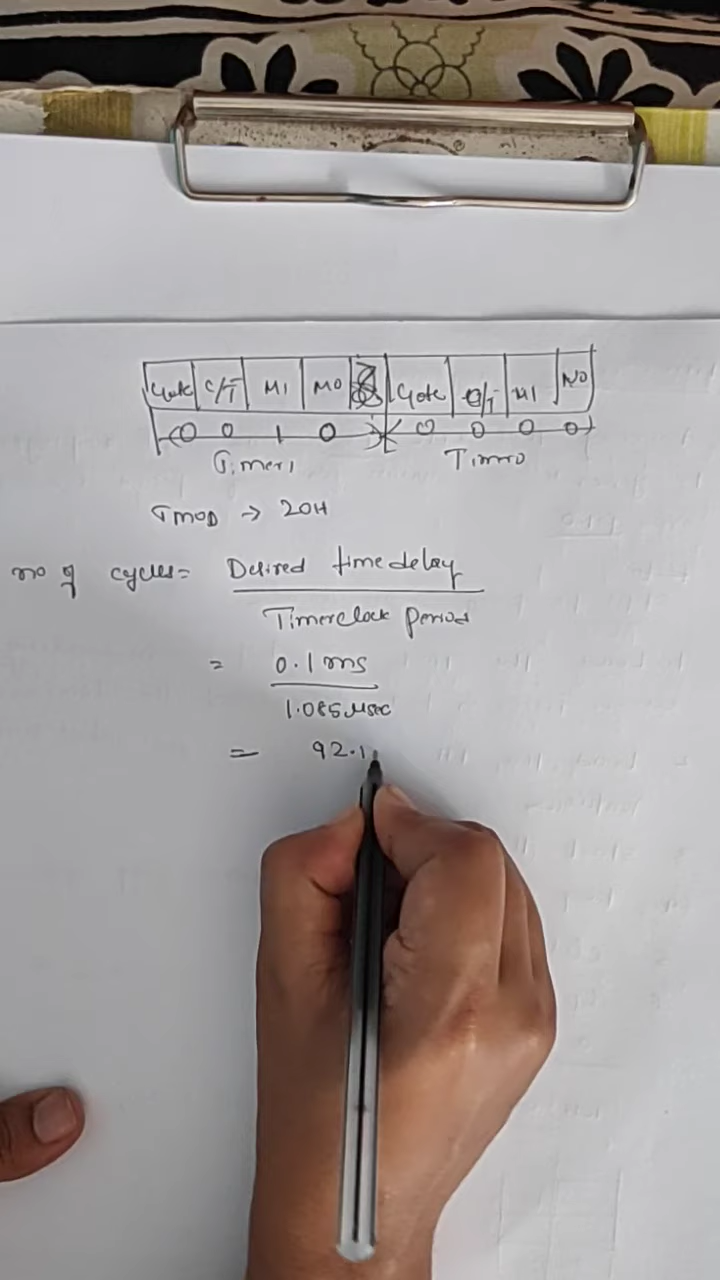 Gate C/T M1 M0 Gate C/T M1 M0
0 0 1 0 0 0 0 0
Timer1 Timer0
TMOD → 20H
no of cycles = Desired time delay
Timer clock period
= 0.1 ms
1.085 μsec
= 92.1